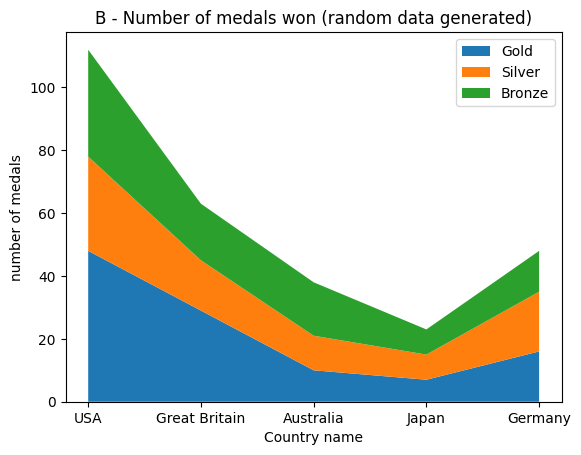 B - Number of medals won (random data generated)
Gold
Silver
Bronze
100
80
60
40
20
0
number of medals
USA Great Britain Australia Japan Germany
Country name